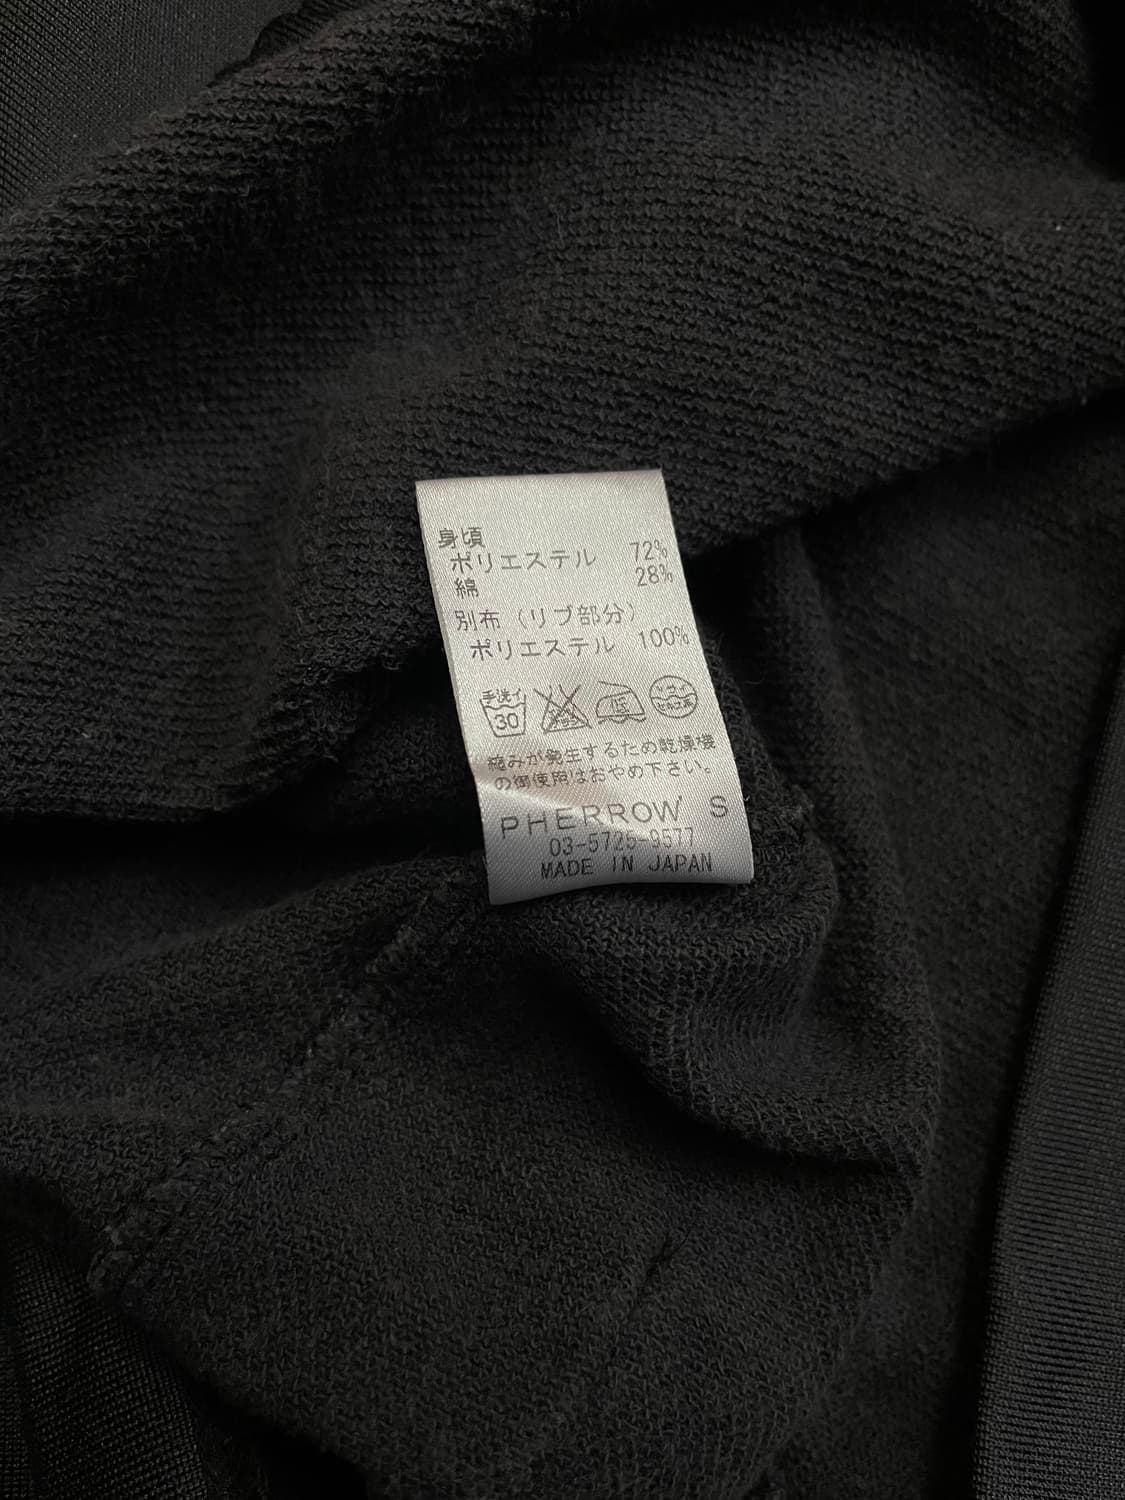 身頃
ポリエステル 72%
綿 28%
別布（リブ部分）
ポリエステル 100%
手洗イ
30
低
縮みが発生するため乾燥機
の御使用はおやめ下さい。
PHERROW'S
03-5725-9577
MADE IN JAPAN